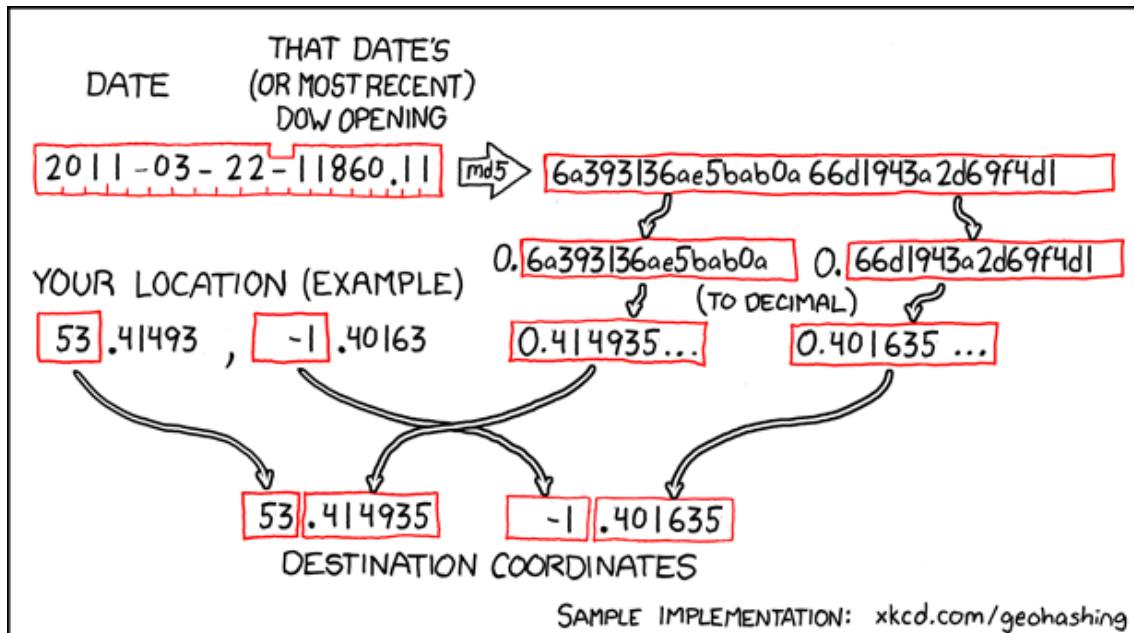 DATE
THAT DATE'S
(OR MOST RECENT)
DOW OPENING
2011-03-22-11860.11
md5
6a393136ae5bab0a66d1943a2d69f4d1
0.6a393136ae5bab0a
0.66d1943a2d69f4d1
YOUR LOCATION (EXAMPLE)
(TO DECIMAL)
53.41493, -1.40163
0.414935...
0.401635...
53.414935
-1.401635
DESTINATION COORDINATES
SAMPLE IMPLEMENTATION: xkcd.com/geohashing